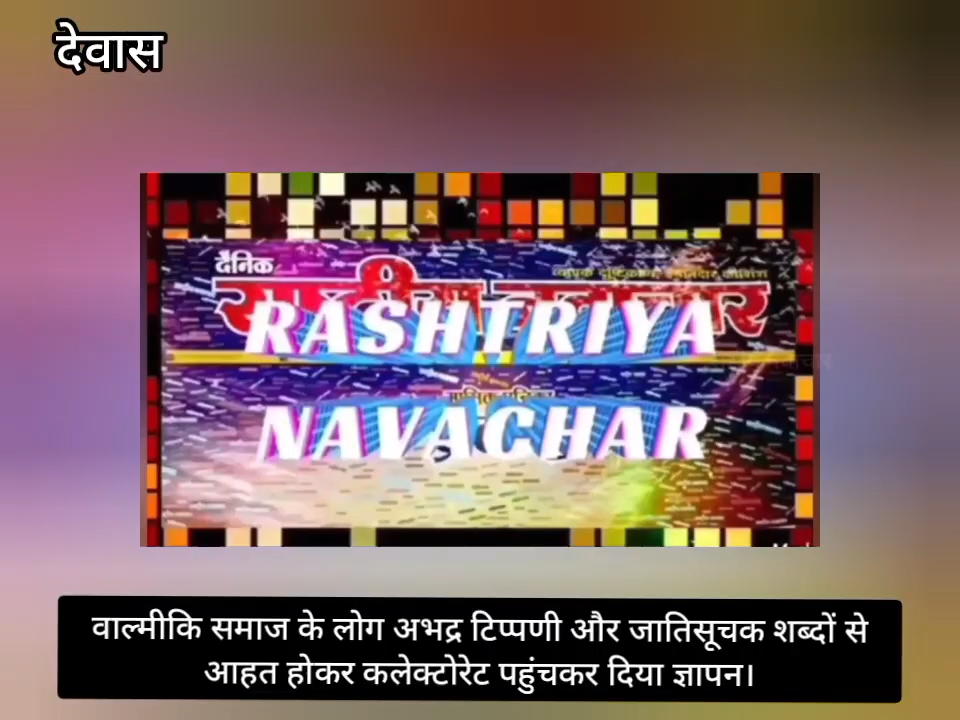 देवास
दैनिक
RASHTRIYA
NAVACHAR
वाल्मीकि समाज के लोग अभद्र टिप्पणी और जातिसूचक शब्दों से
आहत होकर कलेक्टोरेट पहुंचकर दिया ज्ञापन।